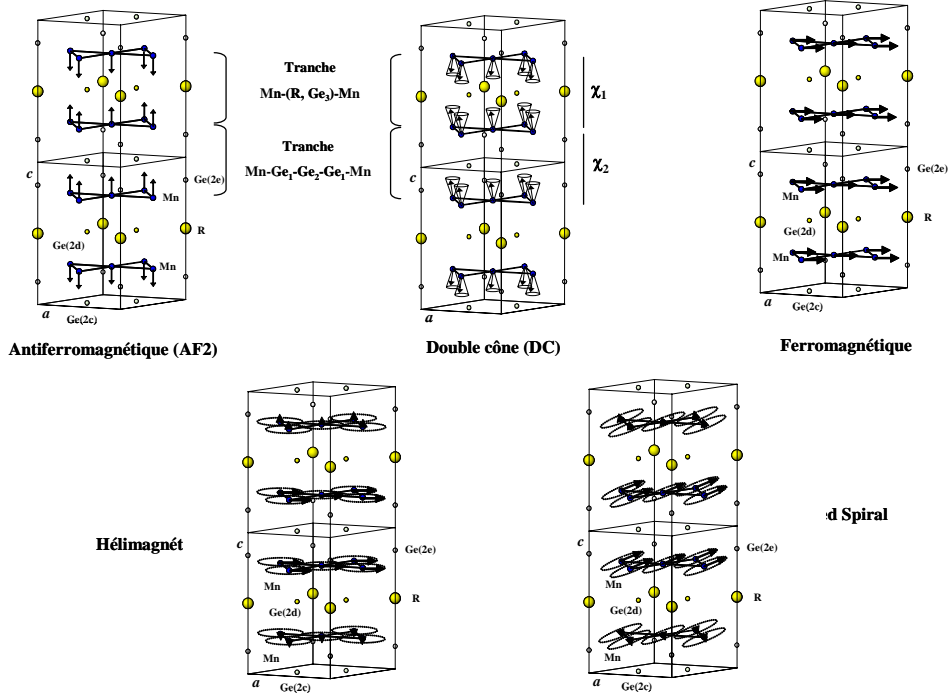 Tranche
Mn-(R, Ge3)-Mn
Tranche
Mn-Ge1-Ge2-Ge1-Mn
c
Ge(2e)
Mn
R
Ge(2d)
Mn
a
Ge(2c)
Antiferromagnétique (AF2)
χ1
χ2
c
a
Double cône (DC)
c
Ge(2e)
Mn
R
Ge(2d)
Mn
a
Ge(2c)
Ferromagnétique
Hélimagnét
c
Ge(2e)
Mn
R
Ge(2d)
Mn
a
Ge(2c)
ed Spiral
c
Ge(2e)
Mn
R
Ge(2d)
Mn
a
Ge(2c)